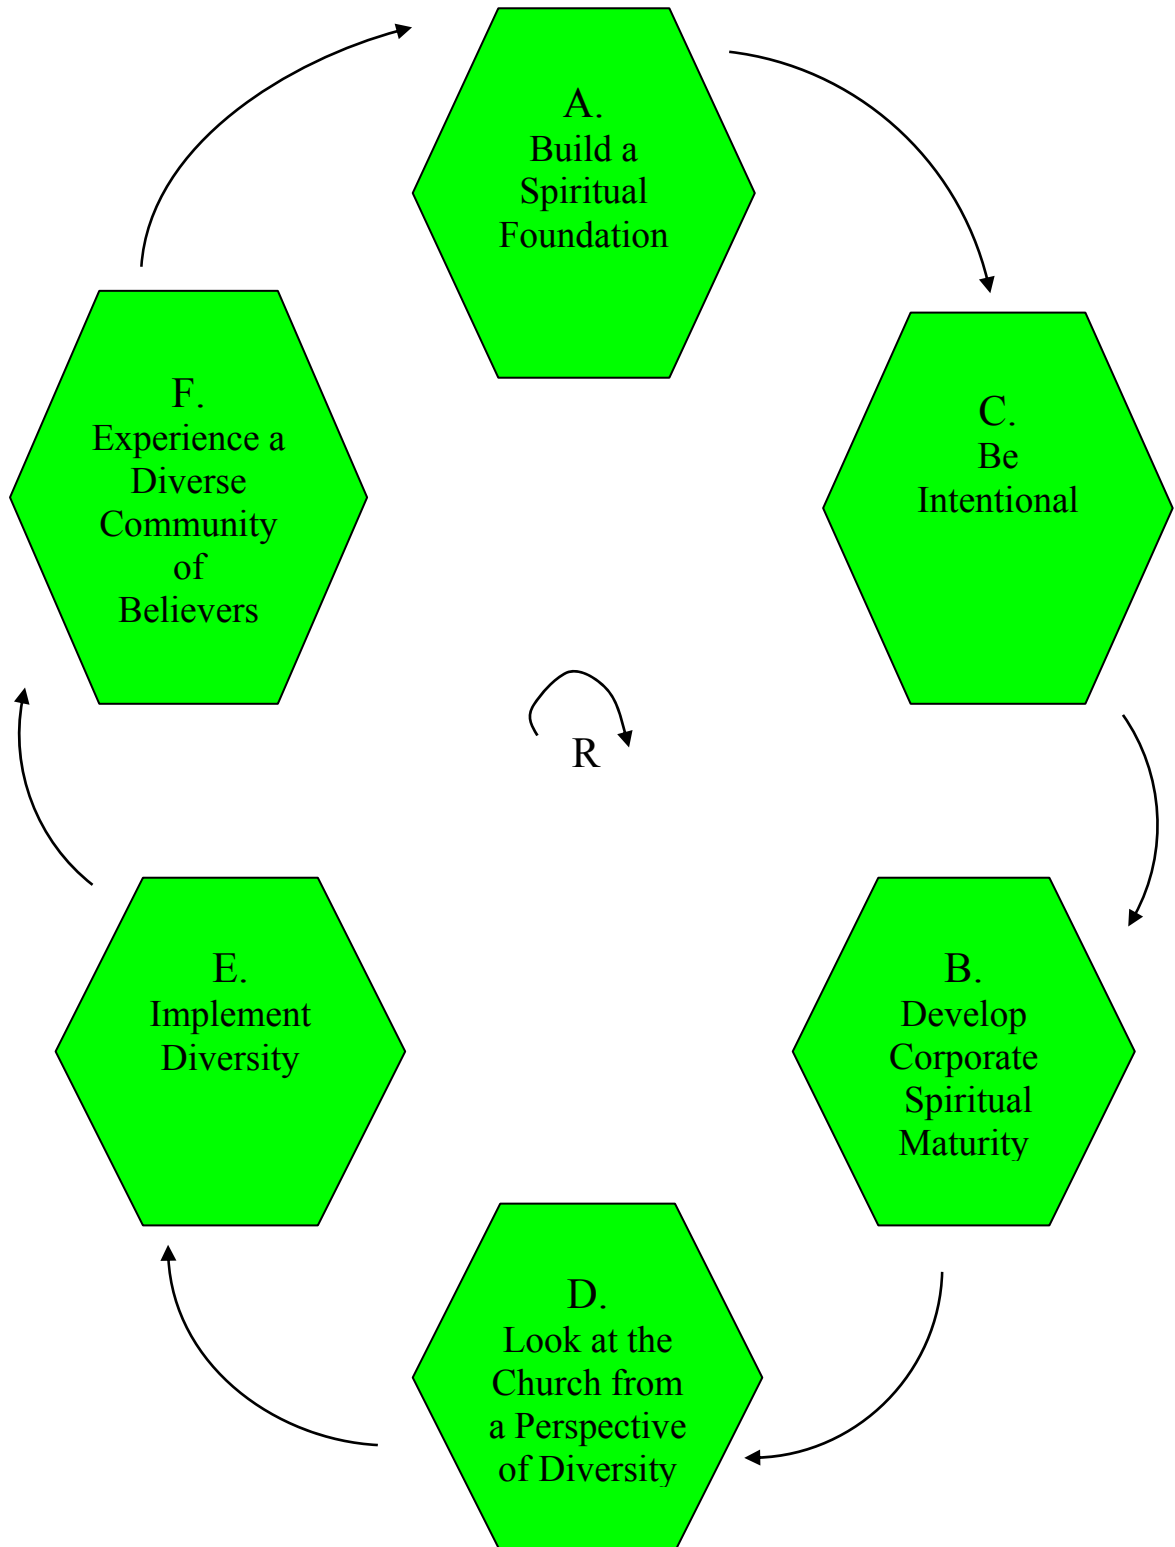 A.
Build a
Spiritual
Foundation
C.
Be
Intentional
B.
Develop
Corporate
Spiritual
Maturity
D.
Look at the
Church from
a Perspective
of Diversity
E.
Implement
Diversity
F.
Experience a
Diverse
Community
of
Believers
R